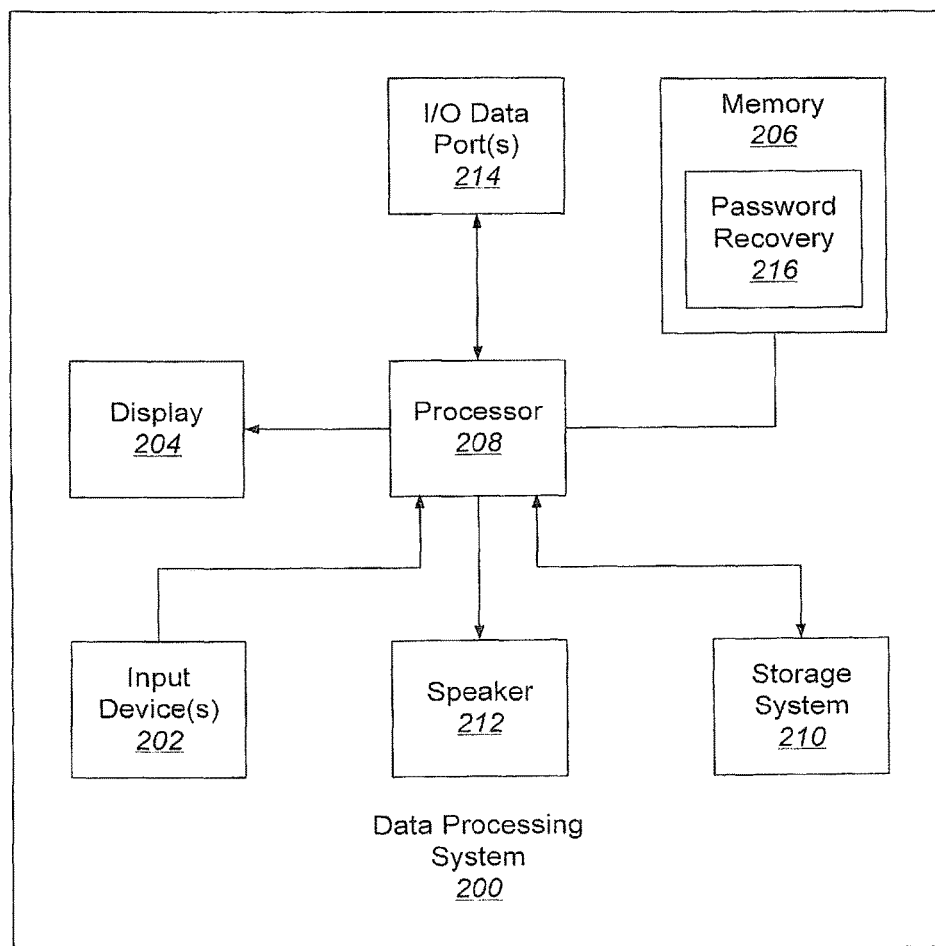 I/O Data
Port(s)
214
Memory
206
Password
Recovery
216
Display
204
Processor
208
Input
Device(s)
202
Speaker
212
Storage
System
210
Data Processing
System
200